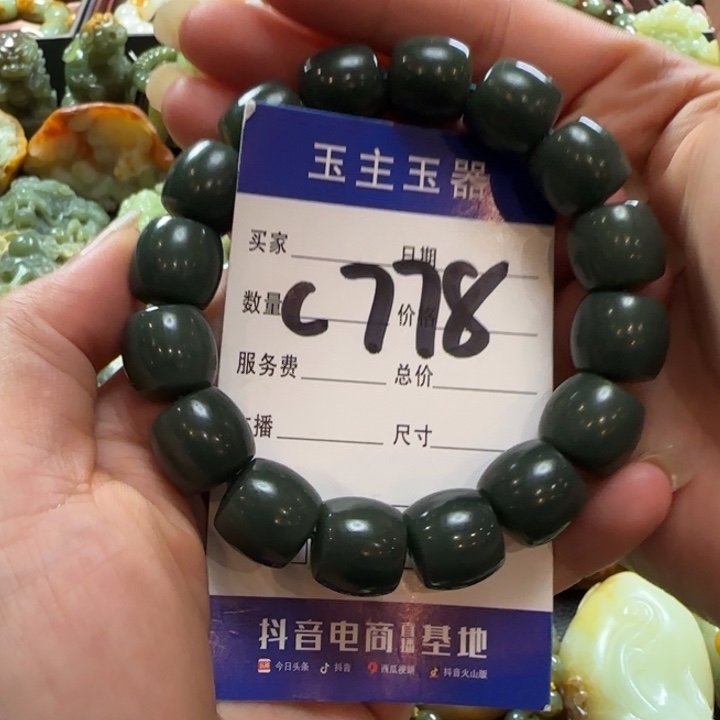 玉主玉器
买家 日期
C778
数量 价格
服务费 总价
播 尺寸
抖音电商直播基地
今日头条 抖音 西瓜视频 抖音火山版